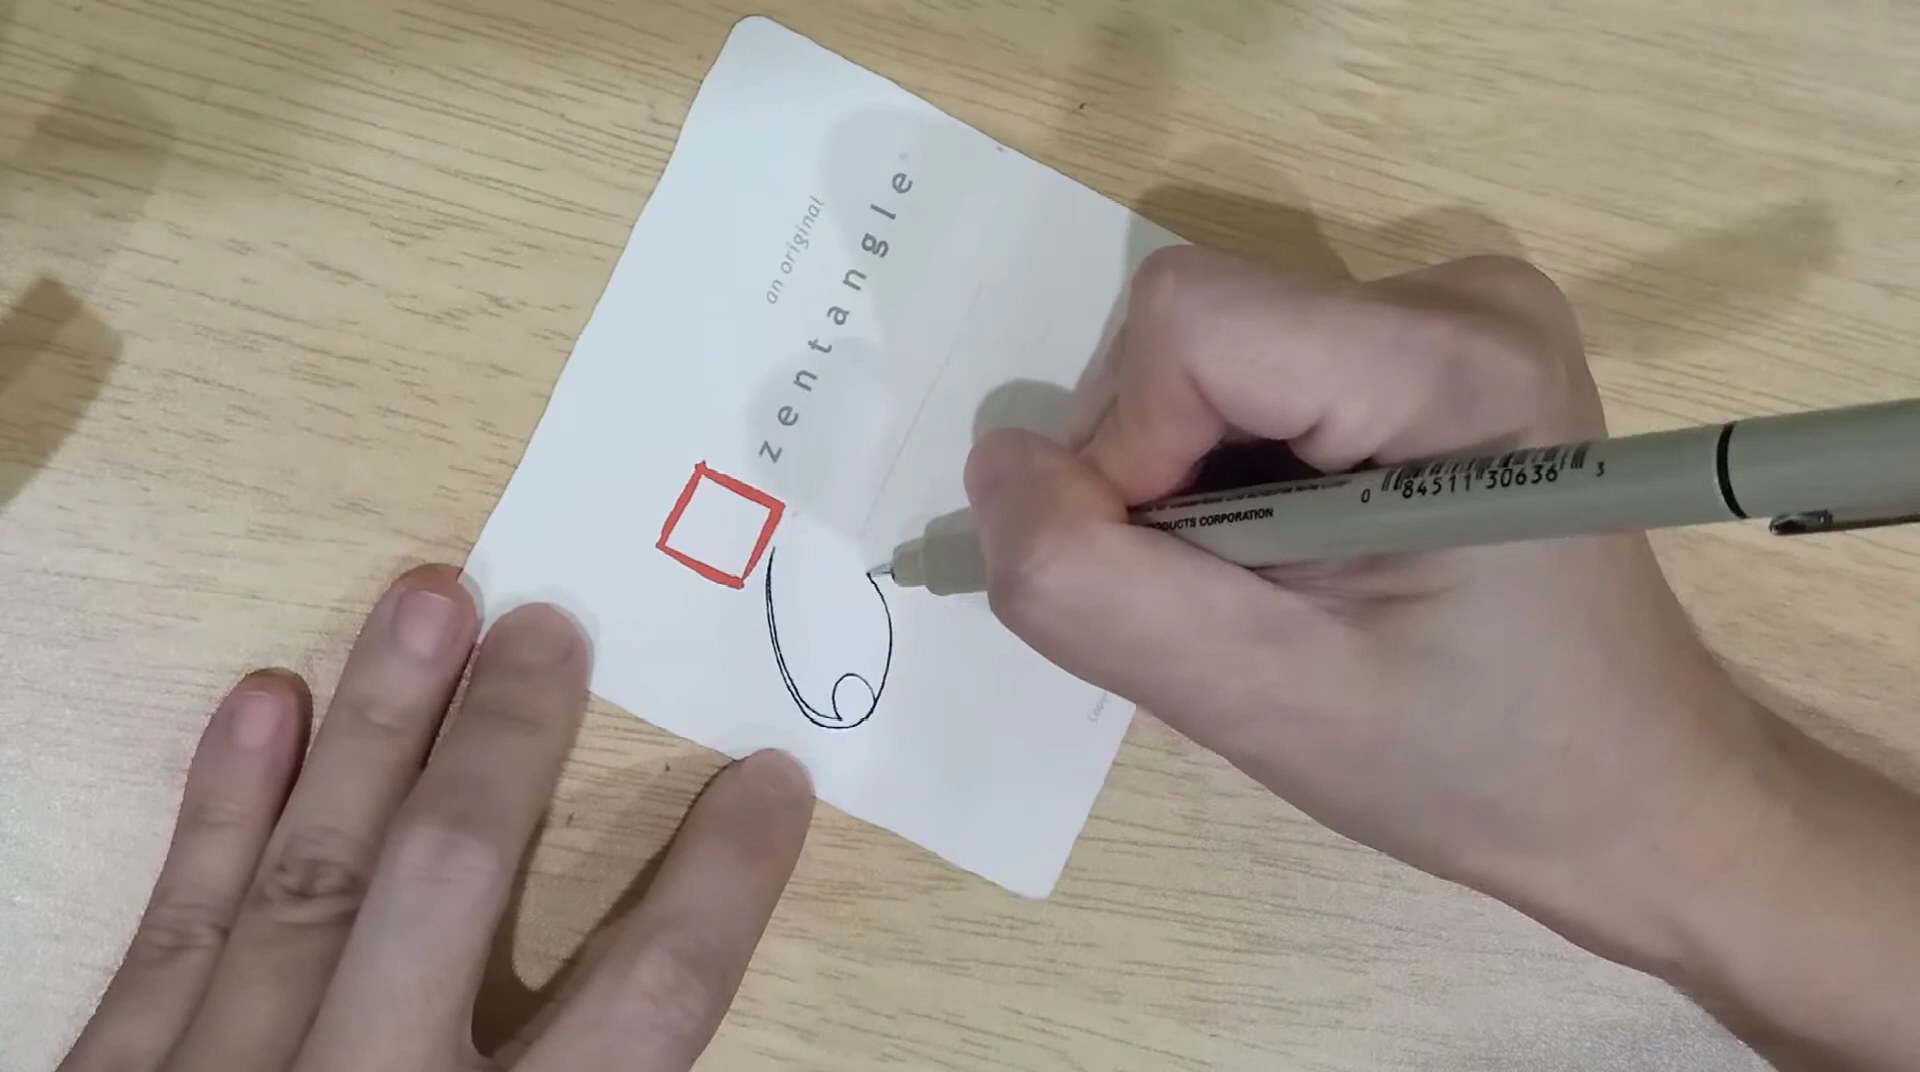 an original
zentangle®
0 84511 30636 3
PRODUCTS CORPORATION